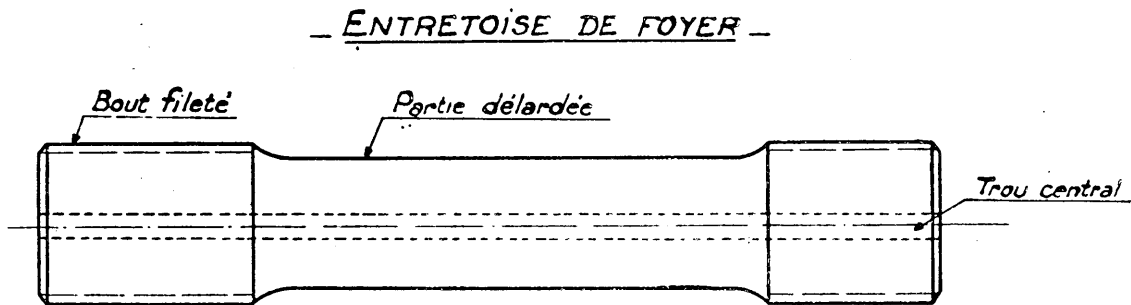 _ ENTRETOiSE DE FOYER _
Bout fileté
Partie délardée
Trou central